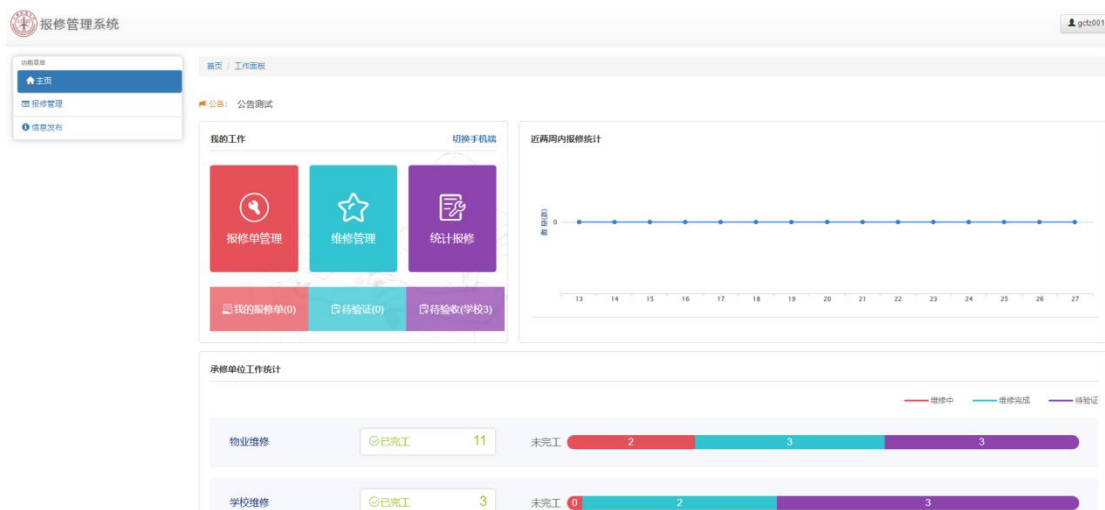 报修管理系统
gcfz001
功能菜单
主页
报修管理
信息发布
首页 / 工作面板
公告： 公告测试
我的工作 切换手机端
报修单管理 维修管理 统计报修
我的报修单(0) 待验证(0) 待验收(学校3)
近两周内报修统计
数量(单)
0
13 14 15 16 17 18 19 20 21 22 23 24 25 26 27
承修单位工作统计
维修中 维修完成 待验证
物业维修 已完工 11 未完工 2 3 3
学校维修 已完工 3 未完工 0 2 3